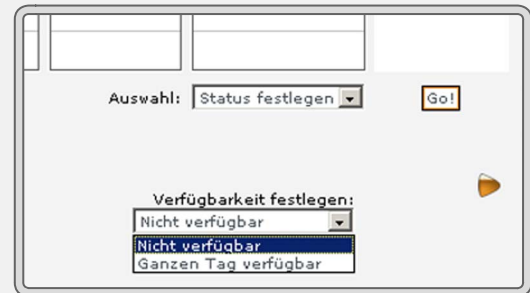 Auswahl: Status festlegen Go!
Verfügbarkeit festlegen:
Nicht verfügbar
Nicht verfügbar
Ganzen Tag verfügbar